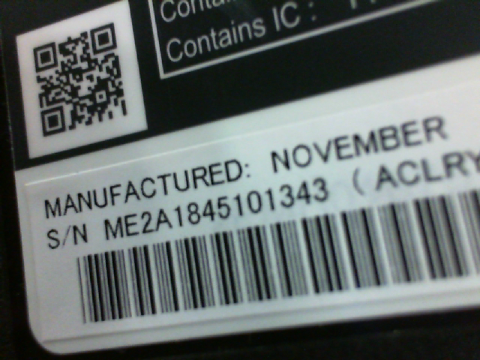 Contains IC :
MANUFACTURED: NOVEMBER
S/N ME2A1845101343 (ACLRY